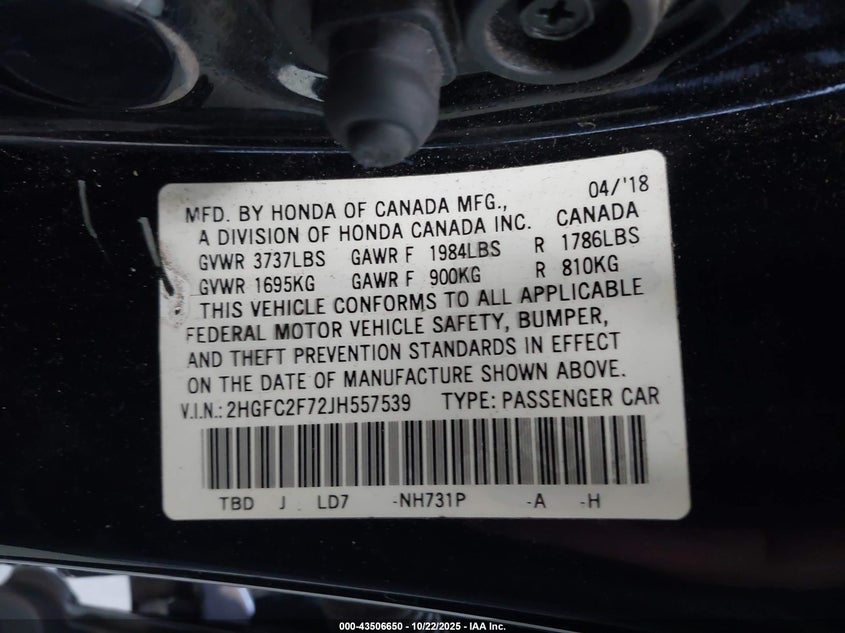 MFD. BY HONDA OF CANADA MFG., 04/'18
A DIVISION OF HONDA CANADA INC. CANADA
GVWR 3737LBS GAWR F 1984LBS R 1786LBS
GVWR 1695KG GAWR F 900KG R 810KG
THIS VEHICLE CONFORMS TO ALL APPLICABLE
FEDERAL MOTOR VEHICLE SAFETY, BUMPER,
AND THEFT PREVENTION STANDARDS IN EFFECT
ON THE DATE OF MANUFACTURE SHOWN ABOVE.
V.I.N.: 2HGFC2F72JH557539 TYPE: PASSENGER CAR
TBD J LD7 -NH731P -A -H
000-43506650 - 10/22/2025 - IAA Inc.